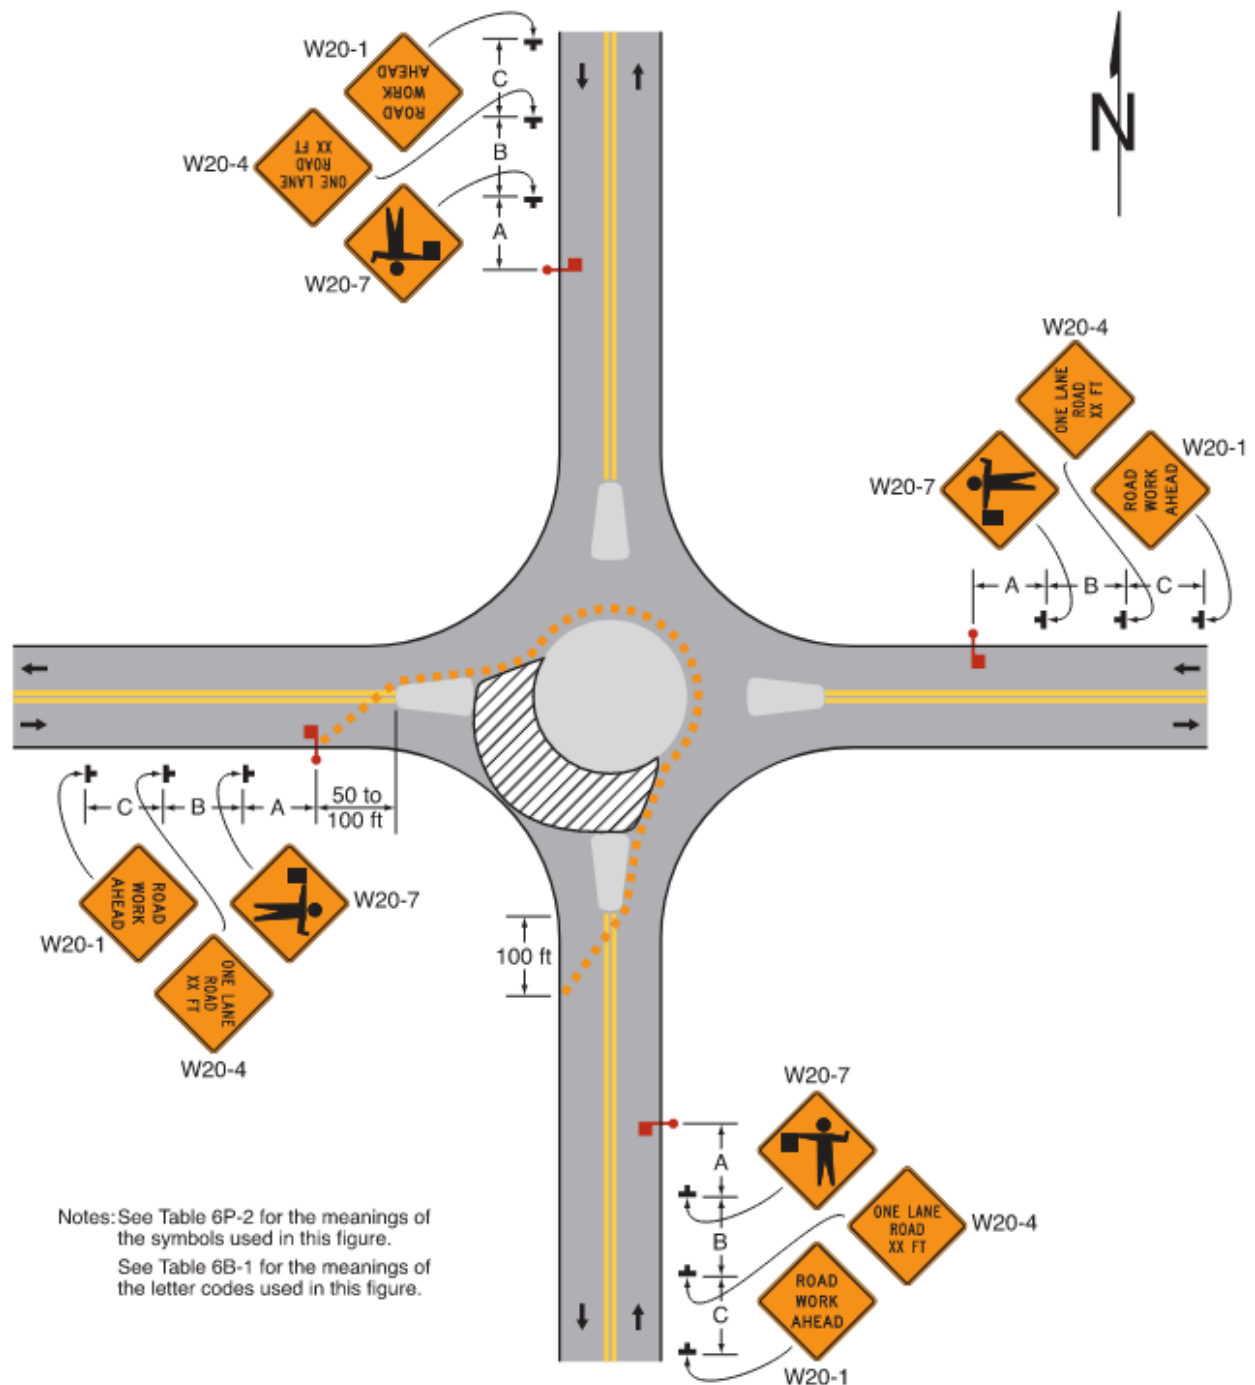 W20-1
ROAD
WORK
AHEAD
C
W20-4
ONE LANE
ROAD
XX FT
B
A
W20-7
N
W20-4
ONE LANE
ROAD
XX FT
W20-1
ROAD
WORK
AHEAD
W20-7
A
B
C
C
B
A
50 to
100 ft
ROAD
WORK
AHEAD
W20-7
W20-1
ONE LANE
ROAD
XX FT
W20-4
100 ft
W20-7
A
ONE LANE
ROAD
XX FT
W20-4
B
ROAD
WORK
AHEAD
C
W20-1
Notes: See Table 6P-2 for the meanings of
the symbols used in this figure.
See Table 6B-1 for the meanings of
the letter codes used in this figure.